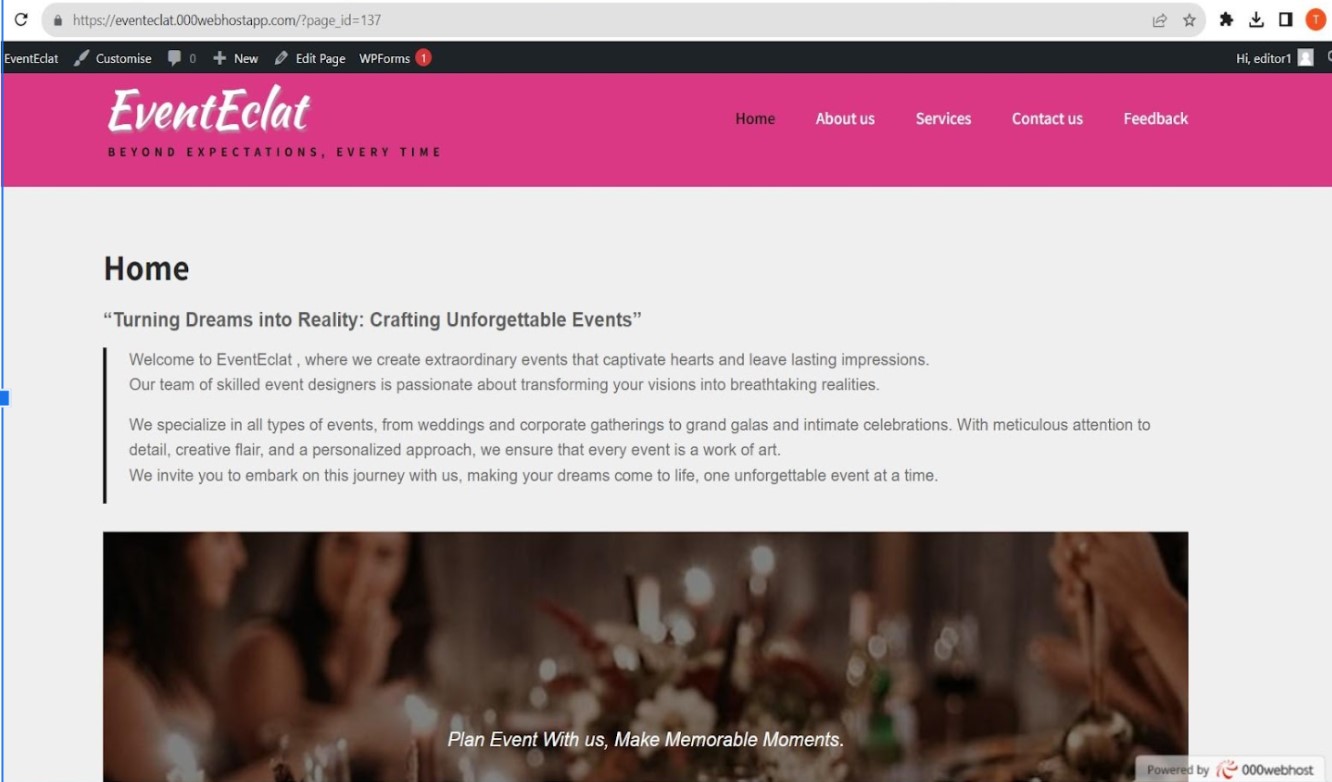 https://eventeclat.000webhostapp.com/?page_id=137
T
EventEclat Customise 0 New Edit Page WPForms 1 Hi, editor1
EventEclat
BEYOND EXPECTATIONS, EVERY TIME
Home About us Services Contact us Feedback
Home
“Turning Dreams into Reality: Crafting Unforgettable Events”
Welcome to EventEclat , where we create extraordinary events that captivate hearts and leave lasting impressions.
Our team of skilled event designers is passionate about transforming your visions into breathtaking realities.
We specialize in all types of events, from weddings and corporate gatherings to grand galas and intimate celebrations. With meticulous attention to
detail, creative flair, and a personalized approach, we ensure that every event is a work of art.
We invite you to embark on this journey with us, making your dreams come to life, one unforgettable event at a time.
Plan Event With us, Make Memorable Moments.
Powered by 000webhost